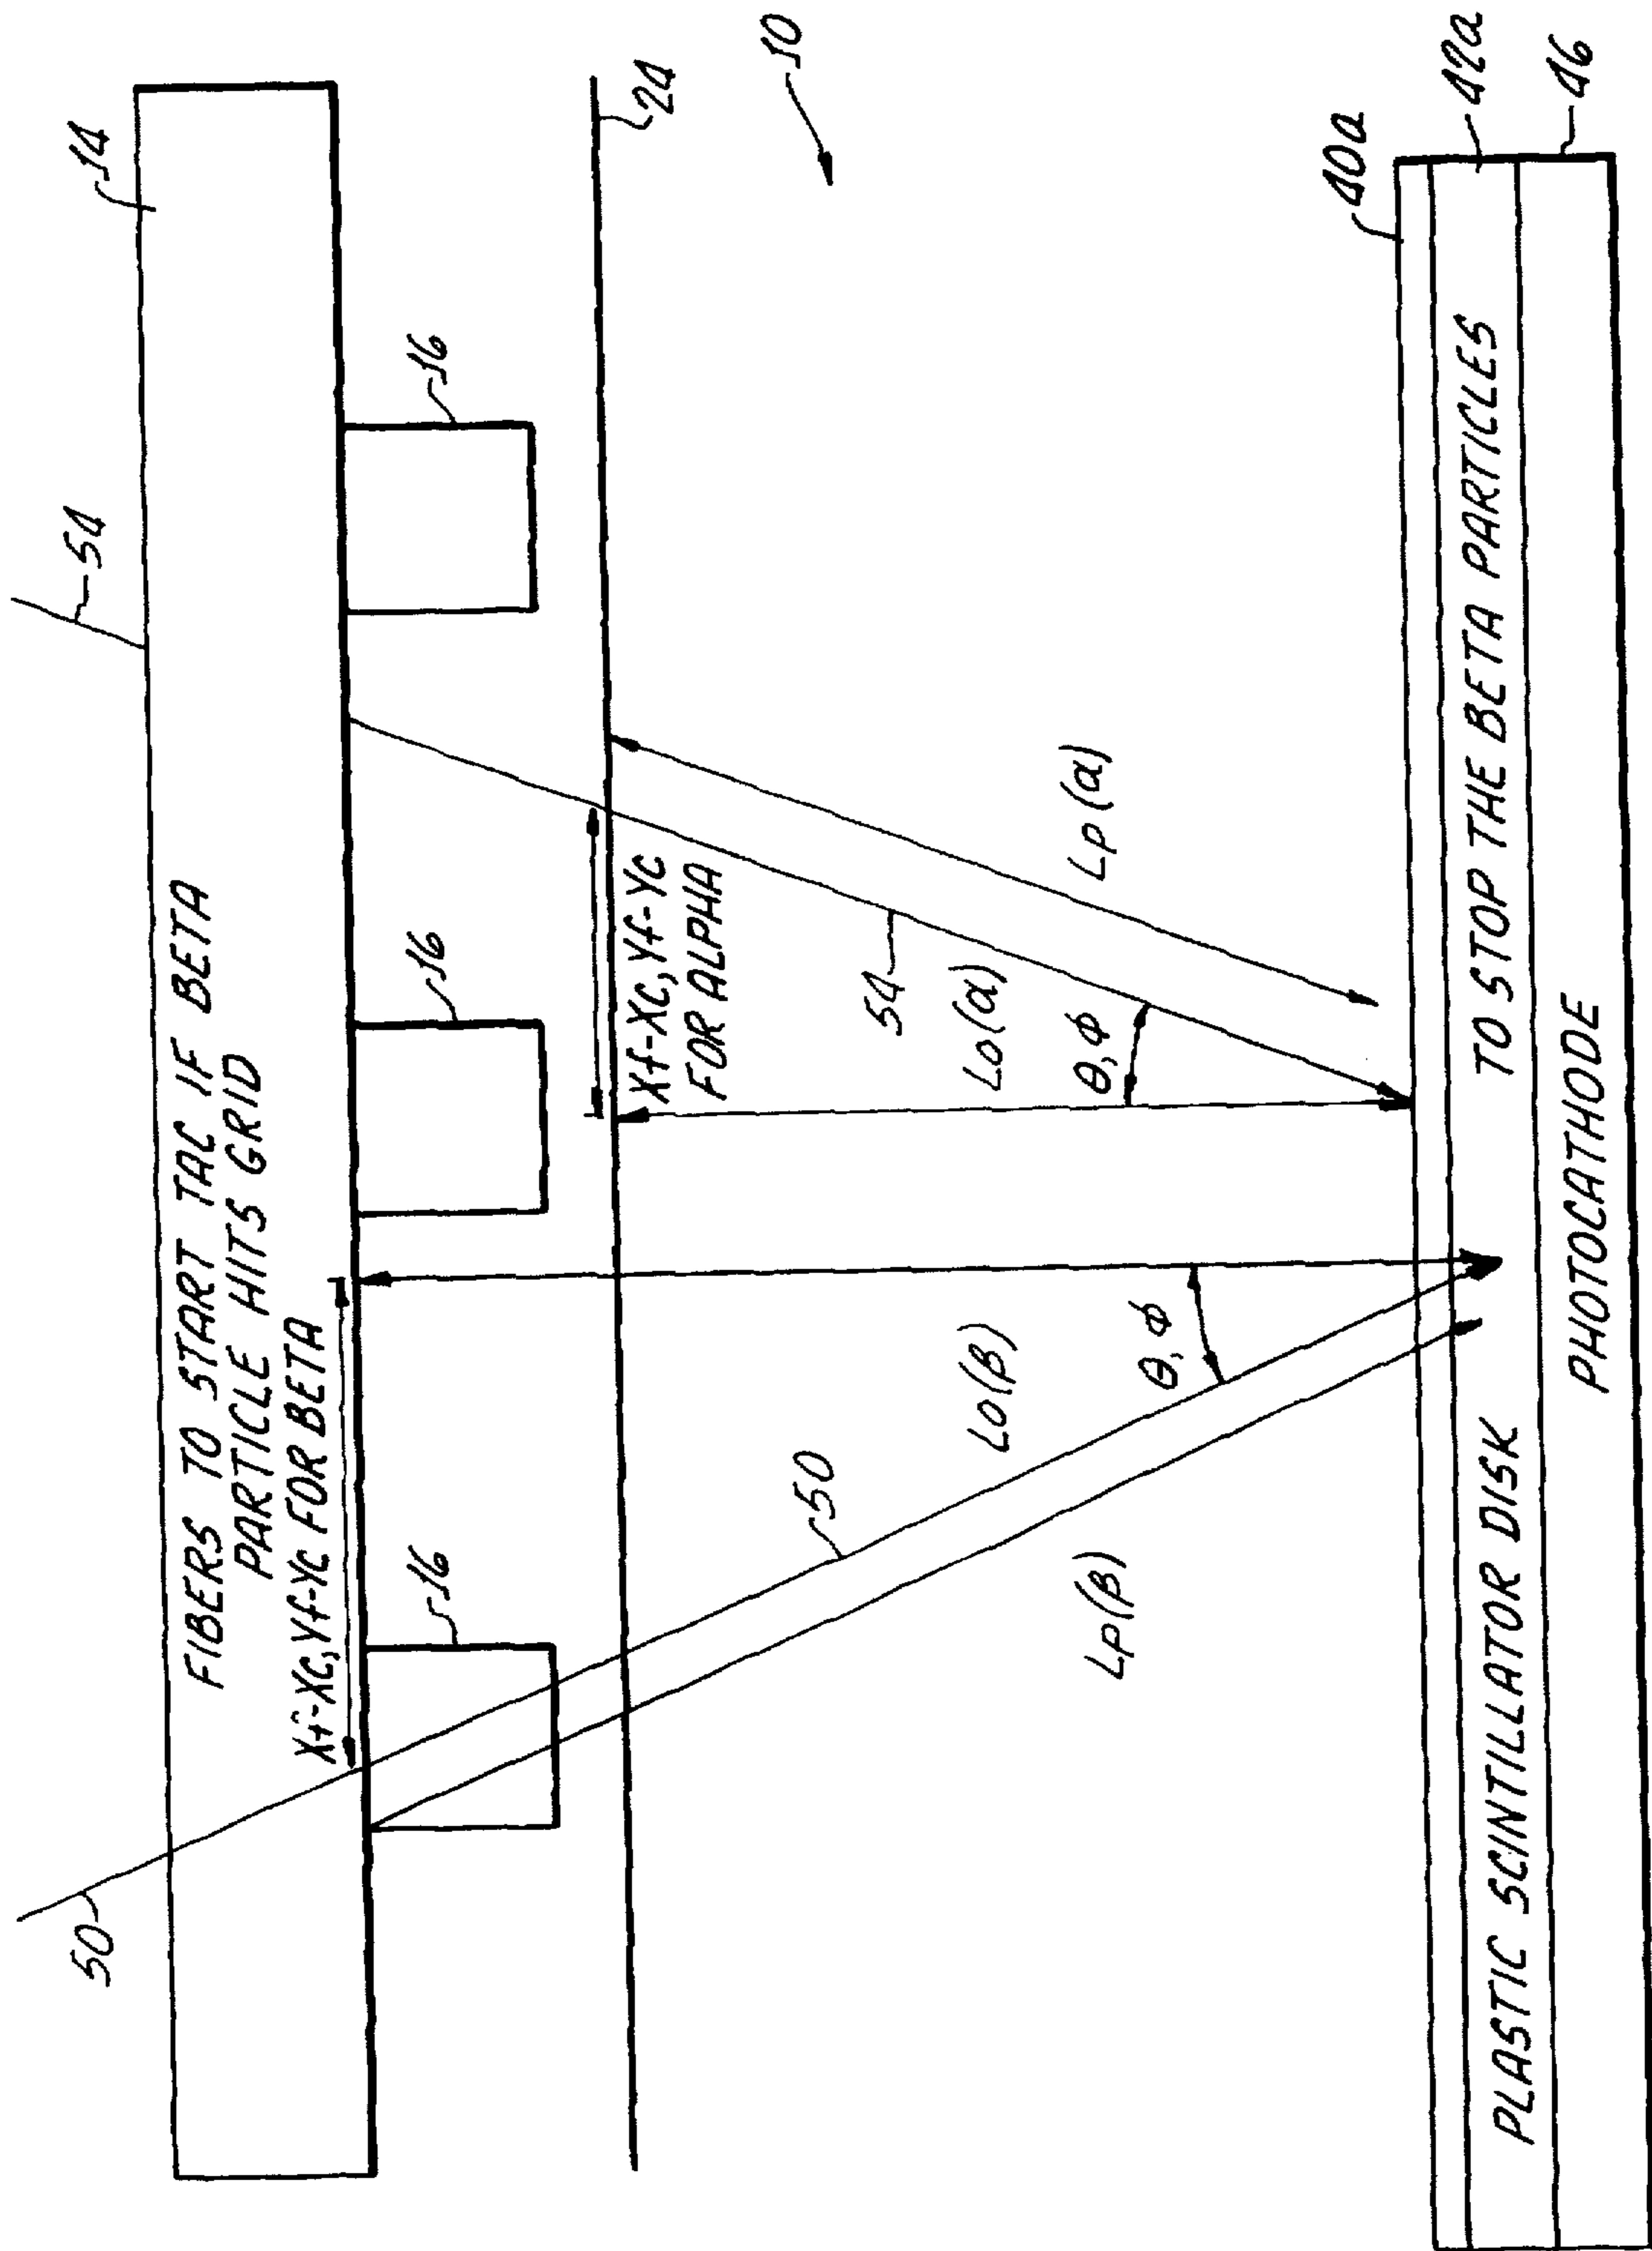 54
14
50
FIBERS TO START TAC IF BETA
PARTICLE HITS GRID
Xf-Xc, Yf-Yc FOR BETA
16
16
16
24
10
Xf-Xc, Yf-Yc
FOR ALPHA
50
54
Lo(β)
Lo(α)
Lp(β)
Lp(α)
θ, φ
θ, φ
40a
42a
46
PLASTIC SCINTILLATOR DISK TO STOP THE BETA PARTICLES
PHOTOCATHODE